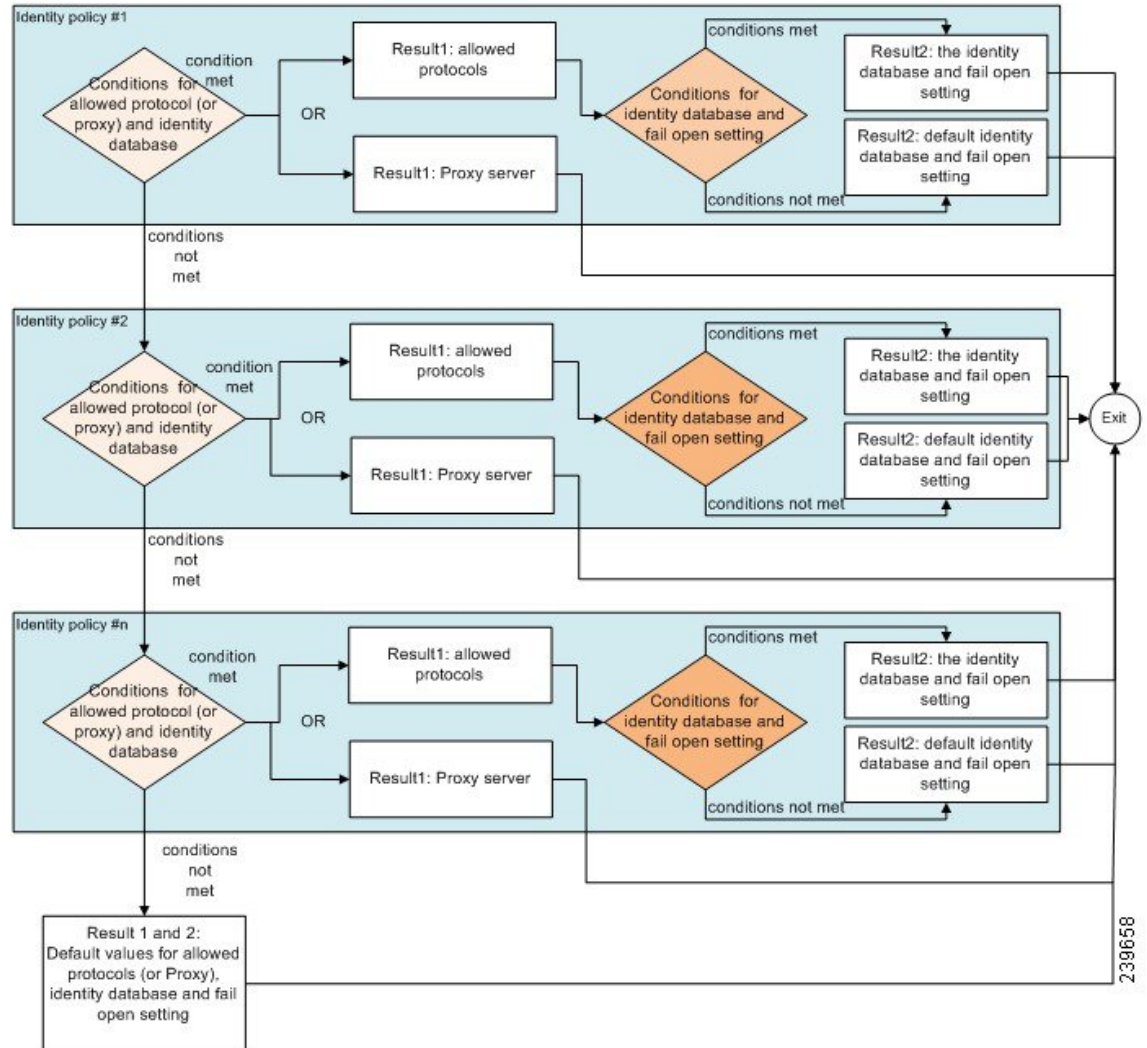 Identity policy #1
condition
met
Conditions for
allowed protocol (or
proxy) and identity
database
OR
Result1: allowed
protocols
Result1: Proxy server
conditions met
Conditions for
identity database and
fail open setting
conditions not met
Result2: the identity
database and fail open
setting
Result2: default identity
database and fail open
setting
conditions
not
met
Identity policy #2
condition
met
Conditions for
allowed protocol (or
proxy) and identity
database
OR
Result1: allowed
protocols
Result1: Proxy server
conditions met
Conditions for
identity database and
fail open setting
conditions not met
Result2: the identity
database and fail open
setting
Result2: default identity
database and fail open
setting
Exit
conditions
not
met
Identity policy #n
condition
met
Conditions for
allowed protocol (or
proxy) and identity
database
OR
Result1: allowed
protocols
Result1: Proxy server
conditions met
Conditions for
identity database and
fail open setting
conditions not met
Result2: the identity
database and fail open
setting
Result2: default identity
database and fail open
setting
conditions
not
met
Result 1 and 2:
Default values for allowed
protocols (or Proxy),
identity database and fail
open setting
239658